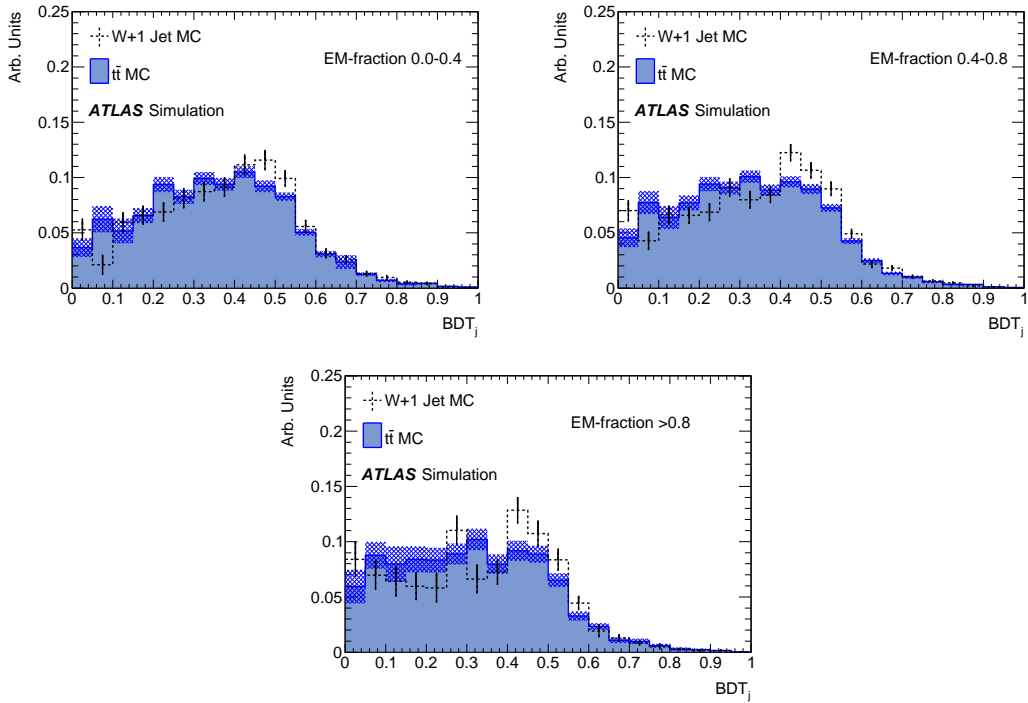 Arb. Units
0.25
0.2
0.15
0.1
0.05
0
W+1 Jet MC
tt̄ MC
ATLAS Simulation
EM-fraction 0.0-0.4
0 0.1 0.2 0.3 0.4 0.5 0.6 0.7 0.8 0.9 1
BDT_j
Arb. Units
0.25
0.2
0.15
0.1
0.05
0
W+1 Jet MC
tt̄ MC
ATLAS Simulation
EM-fraction 0.4-0.8
0 0.1 0.2 0.3 0.4 0.5 0.6 0.7 0.8 0.9 1
BDT_j
Arb. Units
0.25
0.2
0.15
0.1
0.05
0
W+1 Jet MC
tt̄ MC
ATLAS Simulation
EM-fraction >0.8
0 0.1 0.2 0.3 0.4 0.5 0.6 0.7 0.8 0.9 1
BDT_j